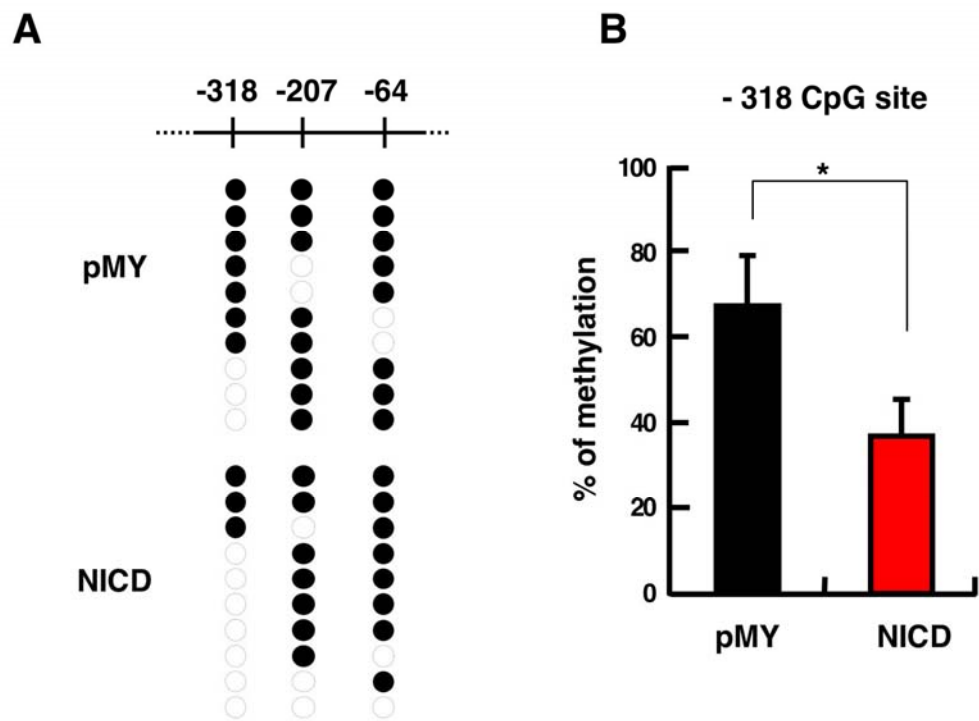 A
-318 -207 -64
pMY
NICD
B
- 318 CpG site
% of methylation
100
80
60
40
20
0
*
pMY NICD